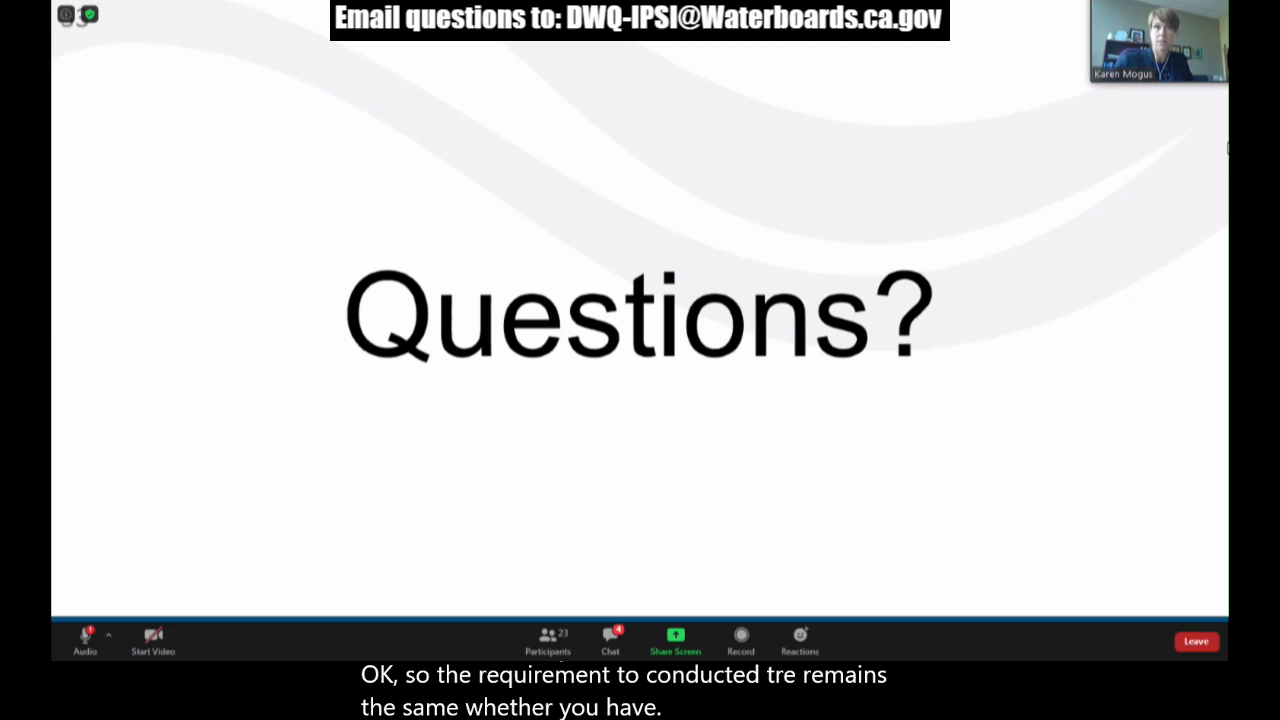 Email questions to: DWQ-IPSI@Waterboards.ca.gov
Karen Mogus
Questions?
23
4
Audio
Start Video
Participants
Chat
Share Screen
Record
Reactions
Leave
OK, so the requirement to conducted tre remains
the same whether you have.